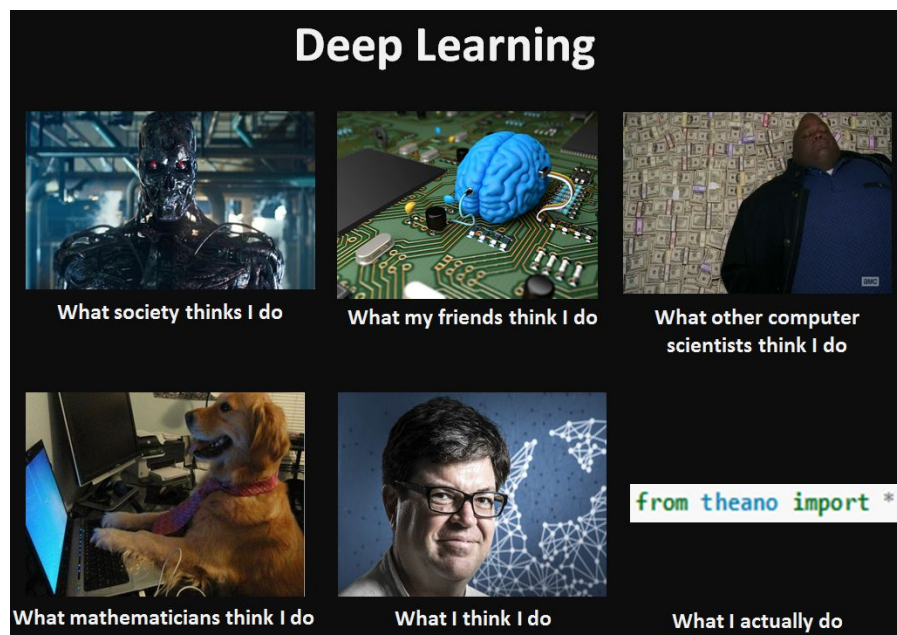 Deep Learning
What society thinks I do
What my friends think I do
What other computer
scientists think I do
amc
What mathematicians think I do
What I think I do
from theano import *
What I actually do